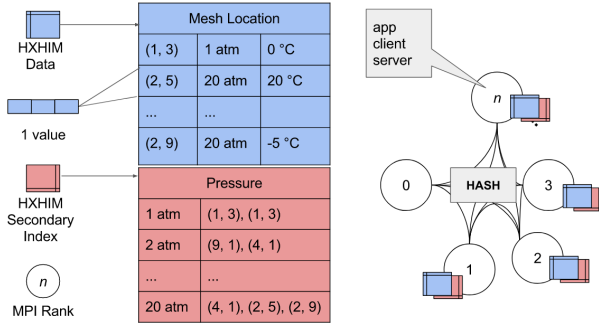 HXHIM
Data
1 value
HXHIM
Secondary
Index
n
MPI Rank
Mesh Location
(1, 3) 1 atm 0 °C
(2, 5) 20 atm 20 °C
... ...
(2, 9) 20 atm -5 °C
Pressure
1 atm (1, 3), (1, 3)
2 atm (9, 1), (4, 1)
... ...
20 atm (4, 1), (2, 5), (2, 9)
app
client
server
n
0
HASH
3
1
2